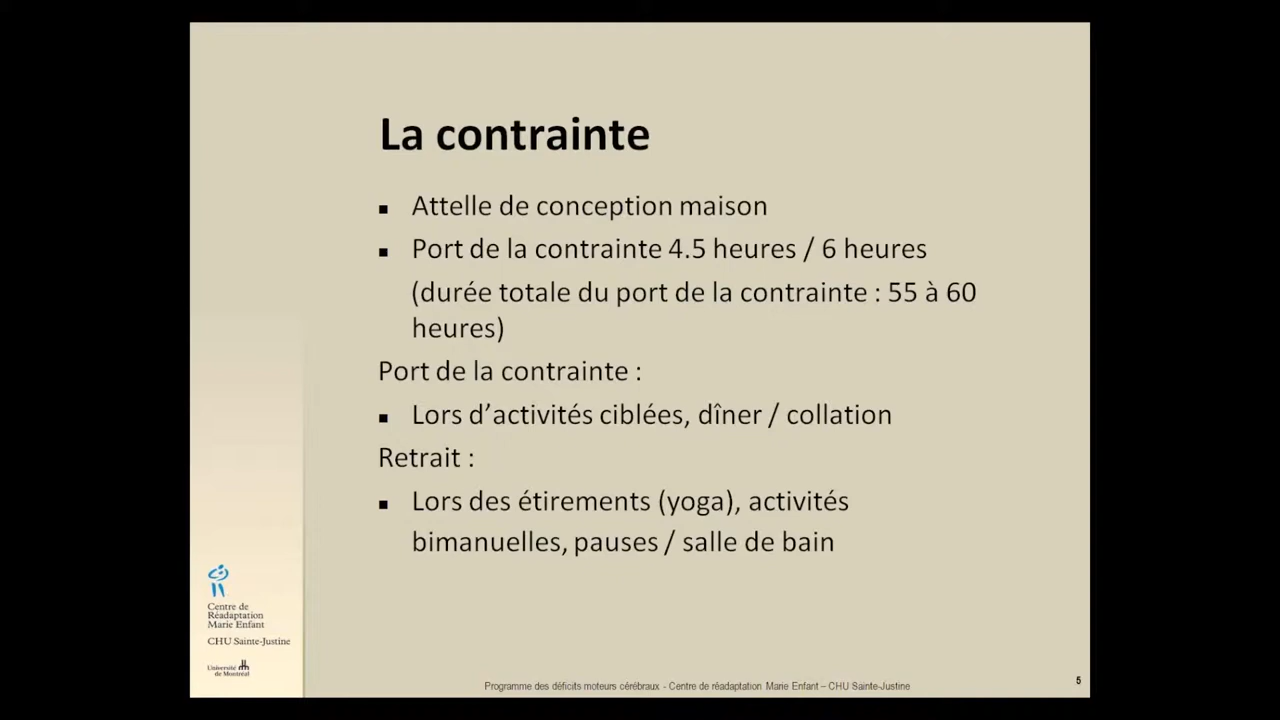 La contrainte
Attelle de conception maison
Port de la contrainte 4.5 heures / 6 heures
(durée totale du port de la contrainte : 55 à 60
heures)
Port de la contrainte :
Lors d’activités ciblées, dîner / collation
Retrait :
Lors des étirements (yoga), activités
bimanuelles, pauses / salle de bain
Centre de
Réadaptation
Marie Enfant
CHU Sainte-Justine
Université
de Montréal
Programme des déficits moteurs cérébraux - Centre de réadaptation Marie Enfant – CHU Sainte-Justine
5